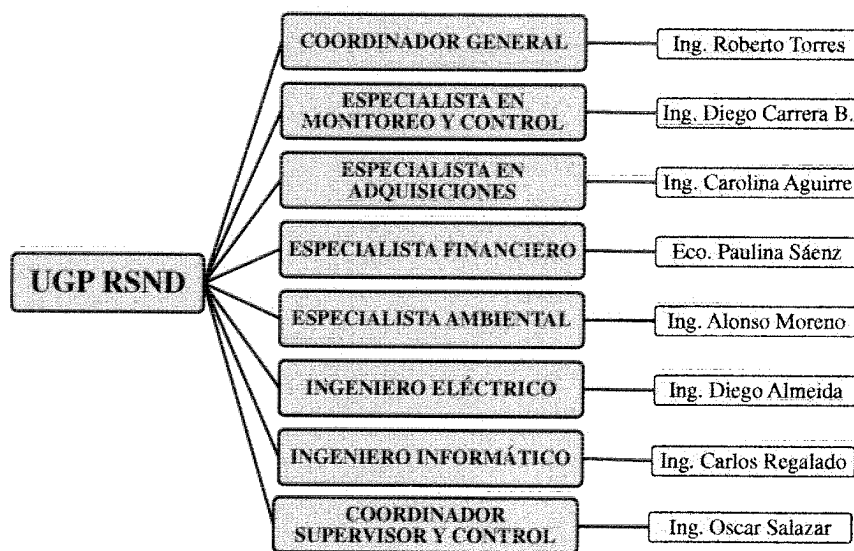 COORDINADOR GENERAL
Ing. Roberto Torres
ESPECIALISTA EN
MONITOREO Y CONTROL
Ing. Diego Carrera B.
ESPECIALISTA EN
ADQUISICIONES
Ing. Carolina Aguirre
UGP RSND
ESPECIALISTA FINANCIERO
Eco. Paulina Sáenz
ESPECIALISTA AMBIENTAL
Ing. Alonso Moreno
INGENIERO ELÉCTRICO
Ing. Diego Almeida
INGENIERO INFORMÁTICO
Ing. Carlos Regalado
COORDINADOR
SUPERVISOR Y CONTROL
Ing. Oscar Salazar